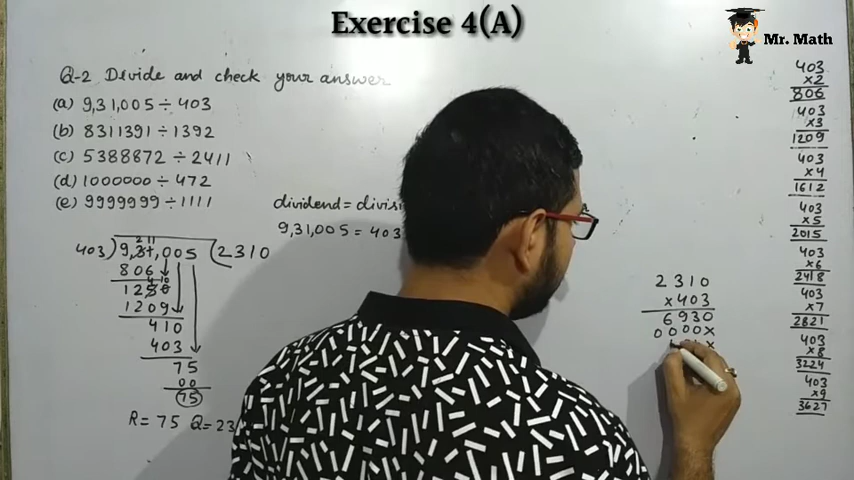 Exercise 4(A)
Mr. Math
Q-2 Divide and check your answer
(a) 9,31,005 ÷ 403
(b) 8311391 ÷ 1392
(c) 5388872 ÷ 2411
(d) 1000000 ÷ 472
(e) 9999999 ÷ 1111
dividend =
9,31,005 = 403
403) 9,31,005 (2310
806
1209
410
403
75
00
75
R = 75 Q = 23
2310
x 403
6930
0000x
x
403
x2
806
403
x3
1209
403
x4
1612
403
x5
2015
403
x6
2418
403
x7
2821
403
x8
3224
403
x9
3627